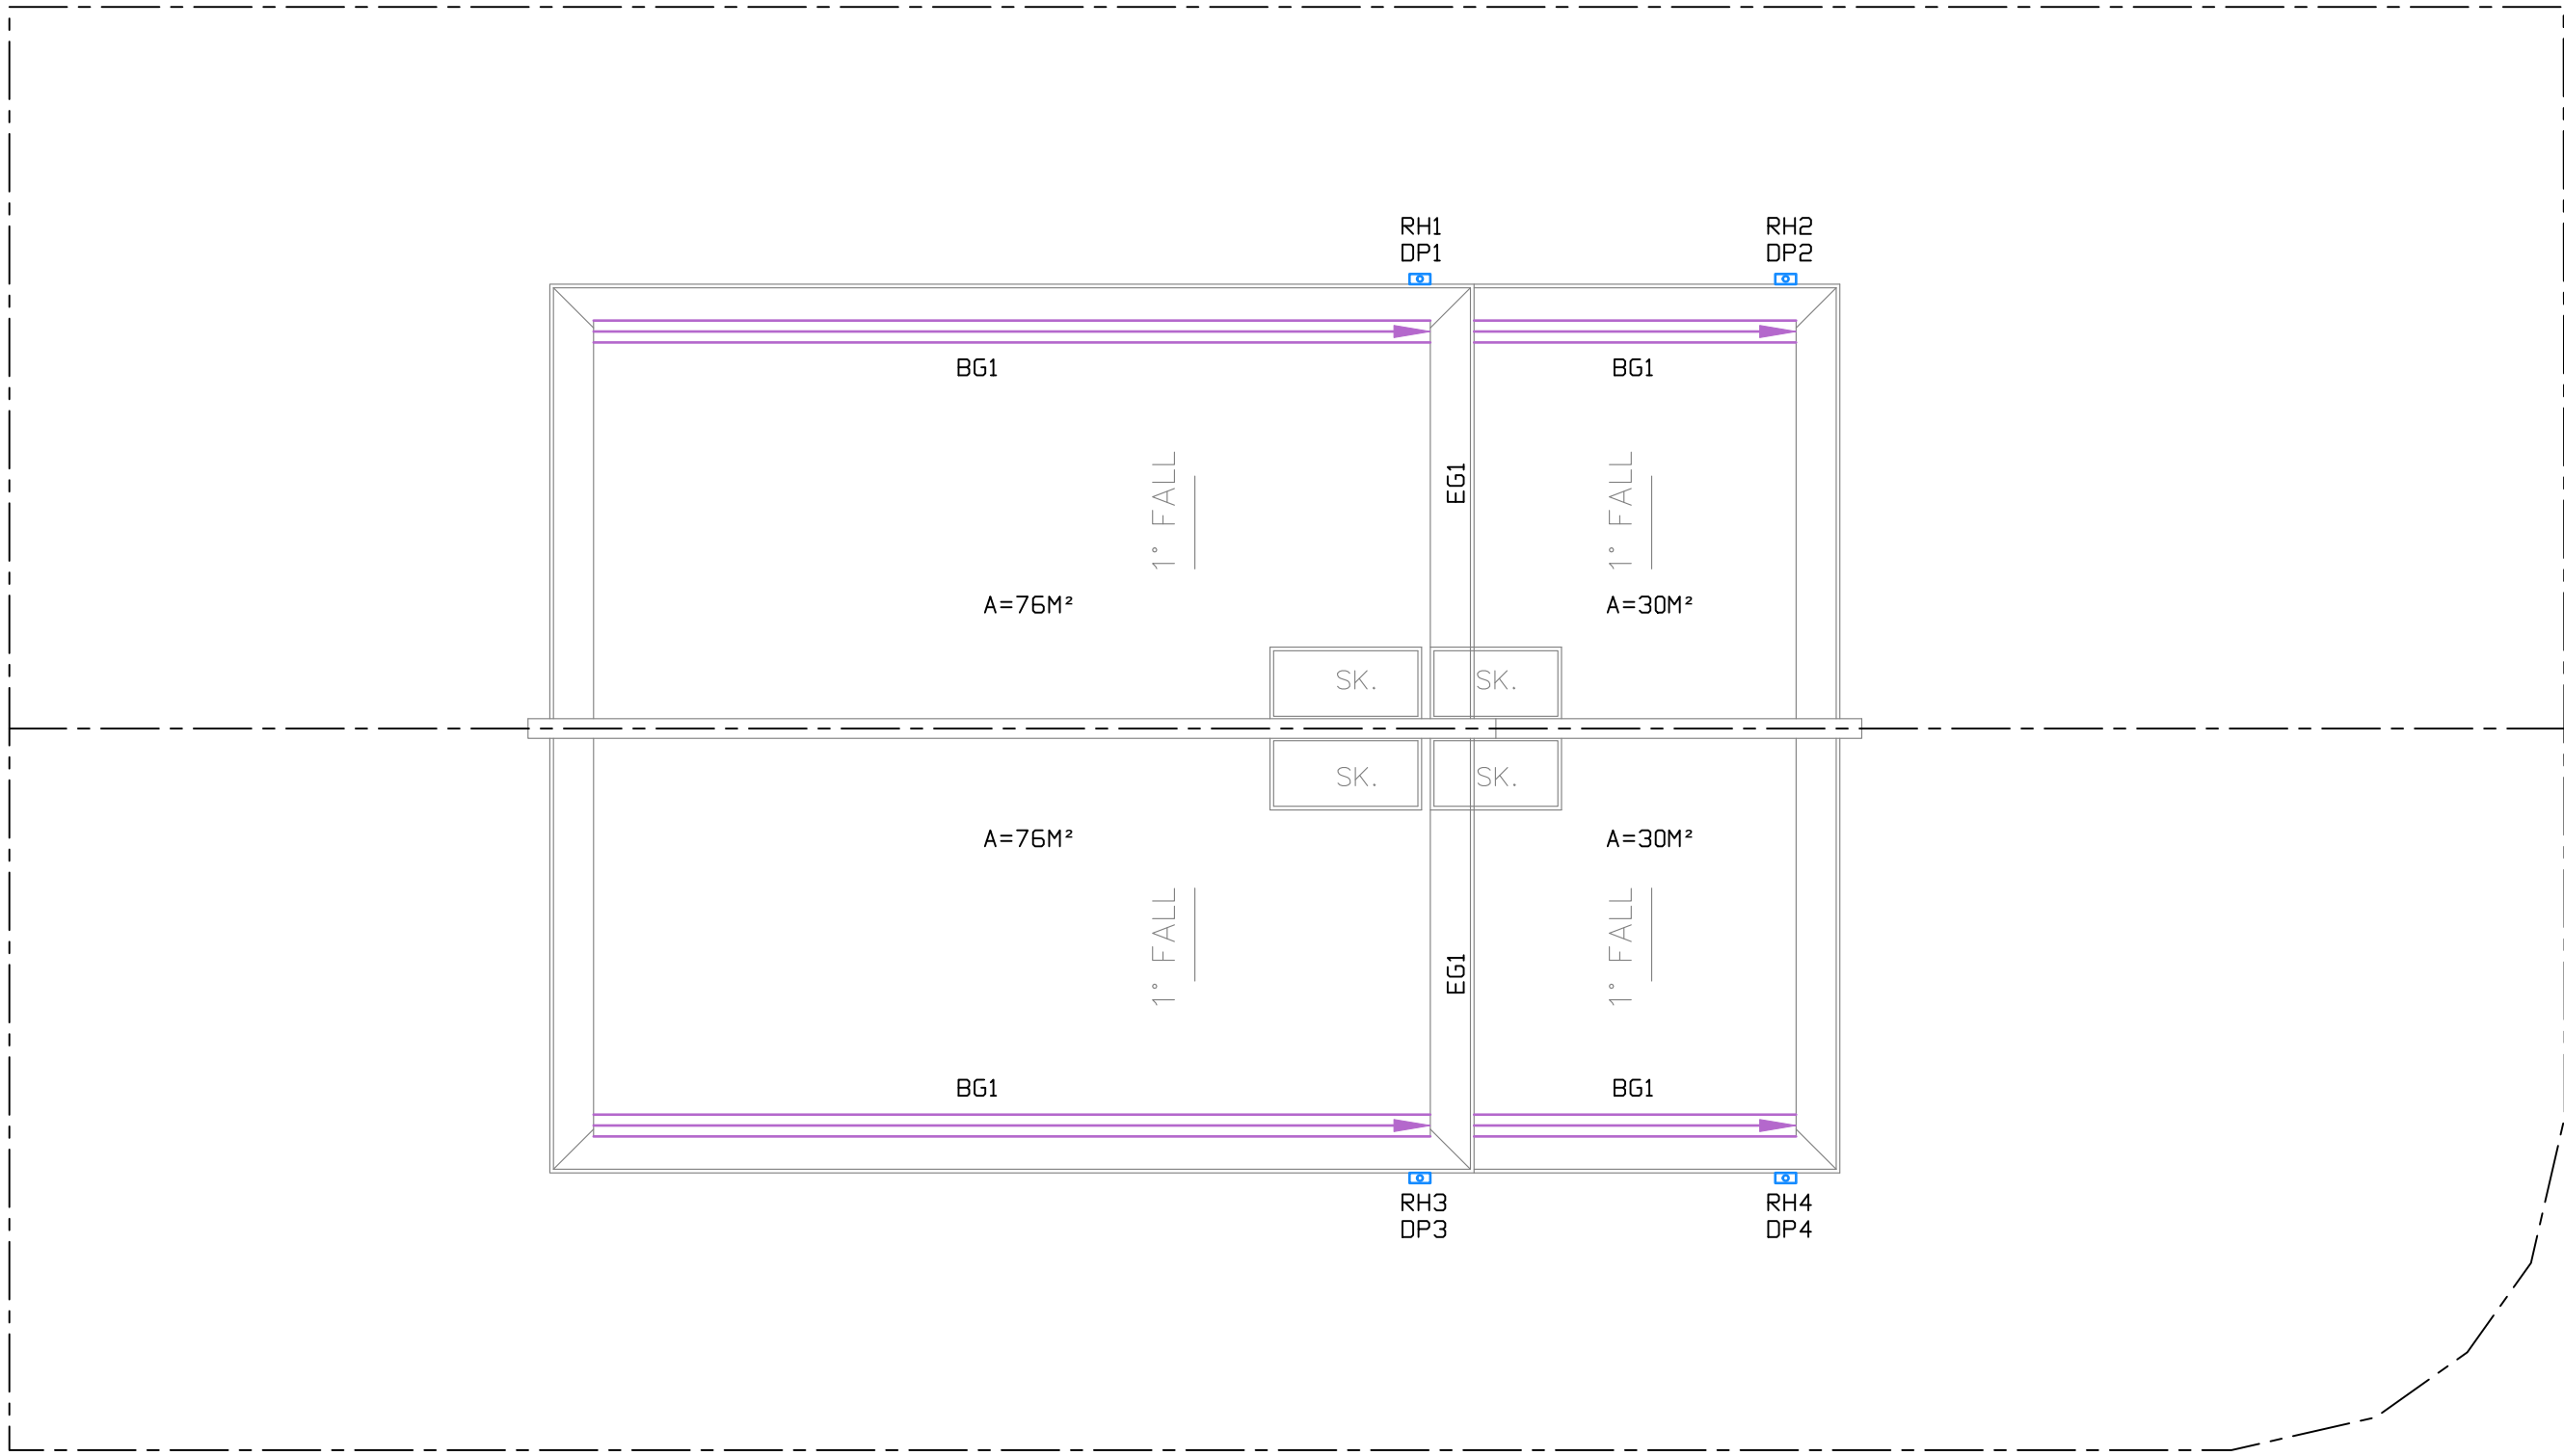 RH1
DP1
RH2
DP2
BG1
BG1
1° FALL
EG1
1° FALL
A=76M²
A=30M²
SK.
SK.
SK.
SK.
A=76M²
A=30M²
1° FALL
EG1
1° FALL
BG1
BG1
RH3
DP3
RH4
DP4